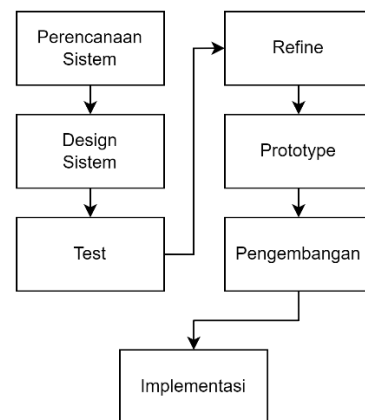 Perencanaan
Sistem
Design
Sistem
Test
Refine
Prototype
Pengembangan
Implementasi